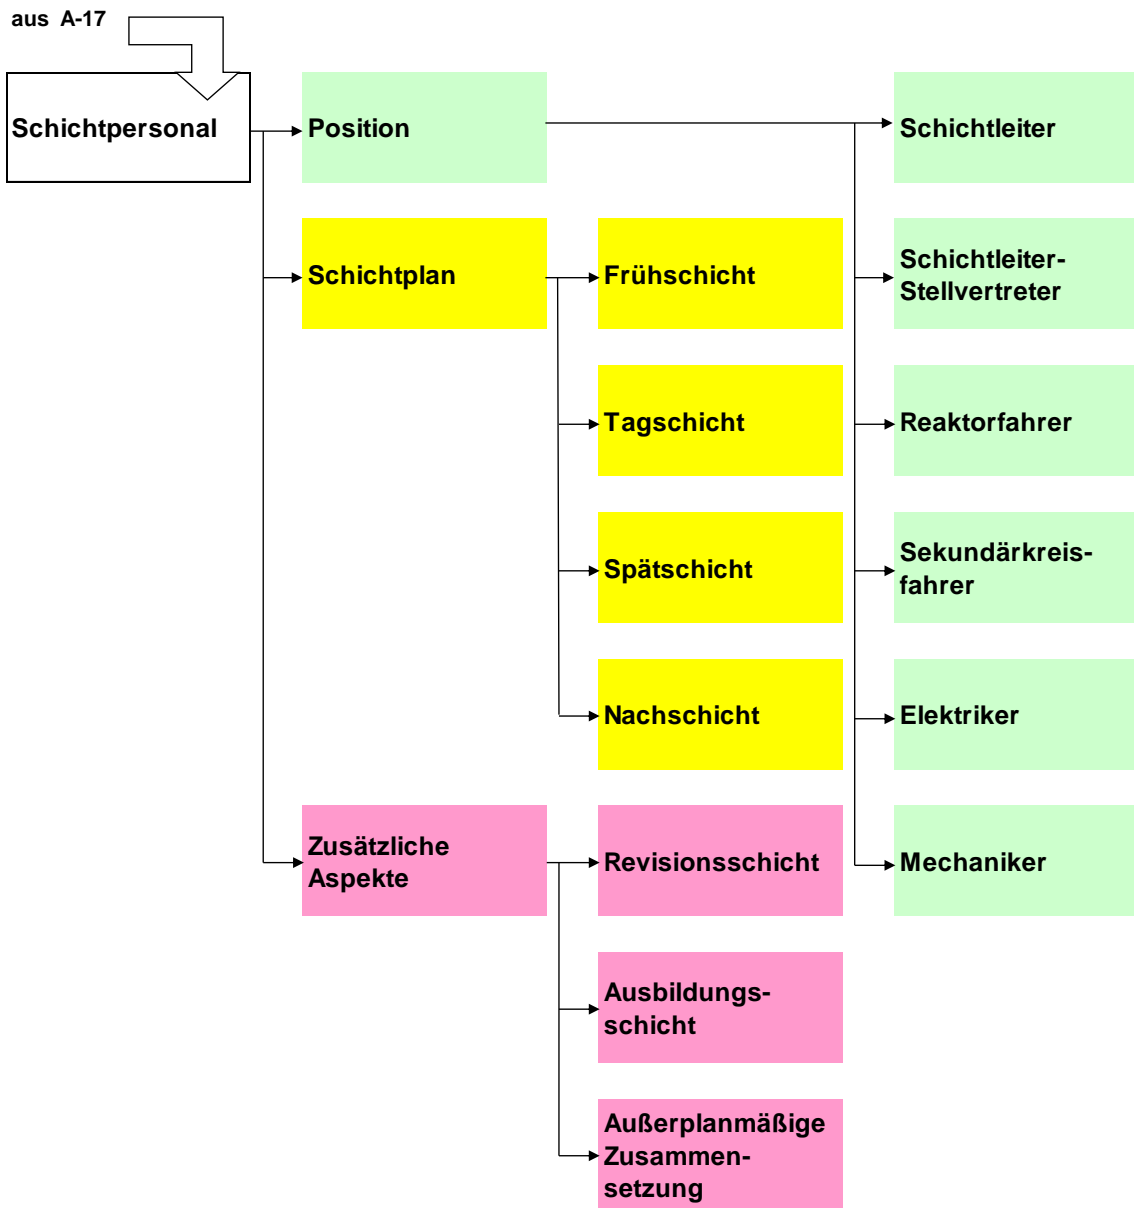 aus A-17
Schichtpersonal
Position
Schichtleiter
Schichtplan
Frühschicht
Schichtleiter-
Stellvertreter
Tagschicht
Reaktorfahrer
Spätschicht
Sekundärkreis-
fahrer
Nachschicht
Elektriker
Zusätzliche
Aspekte
Revisionsschicht
Mechaniker
Ausbildungs-
schicht
Außerplanmäßige
Zusammen-
setzung